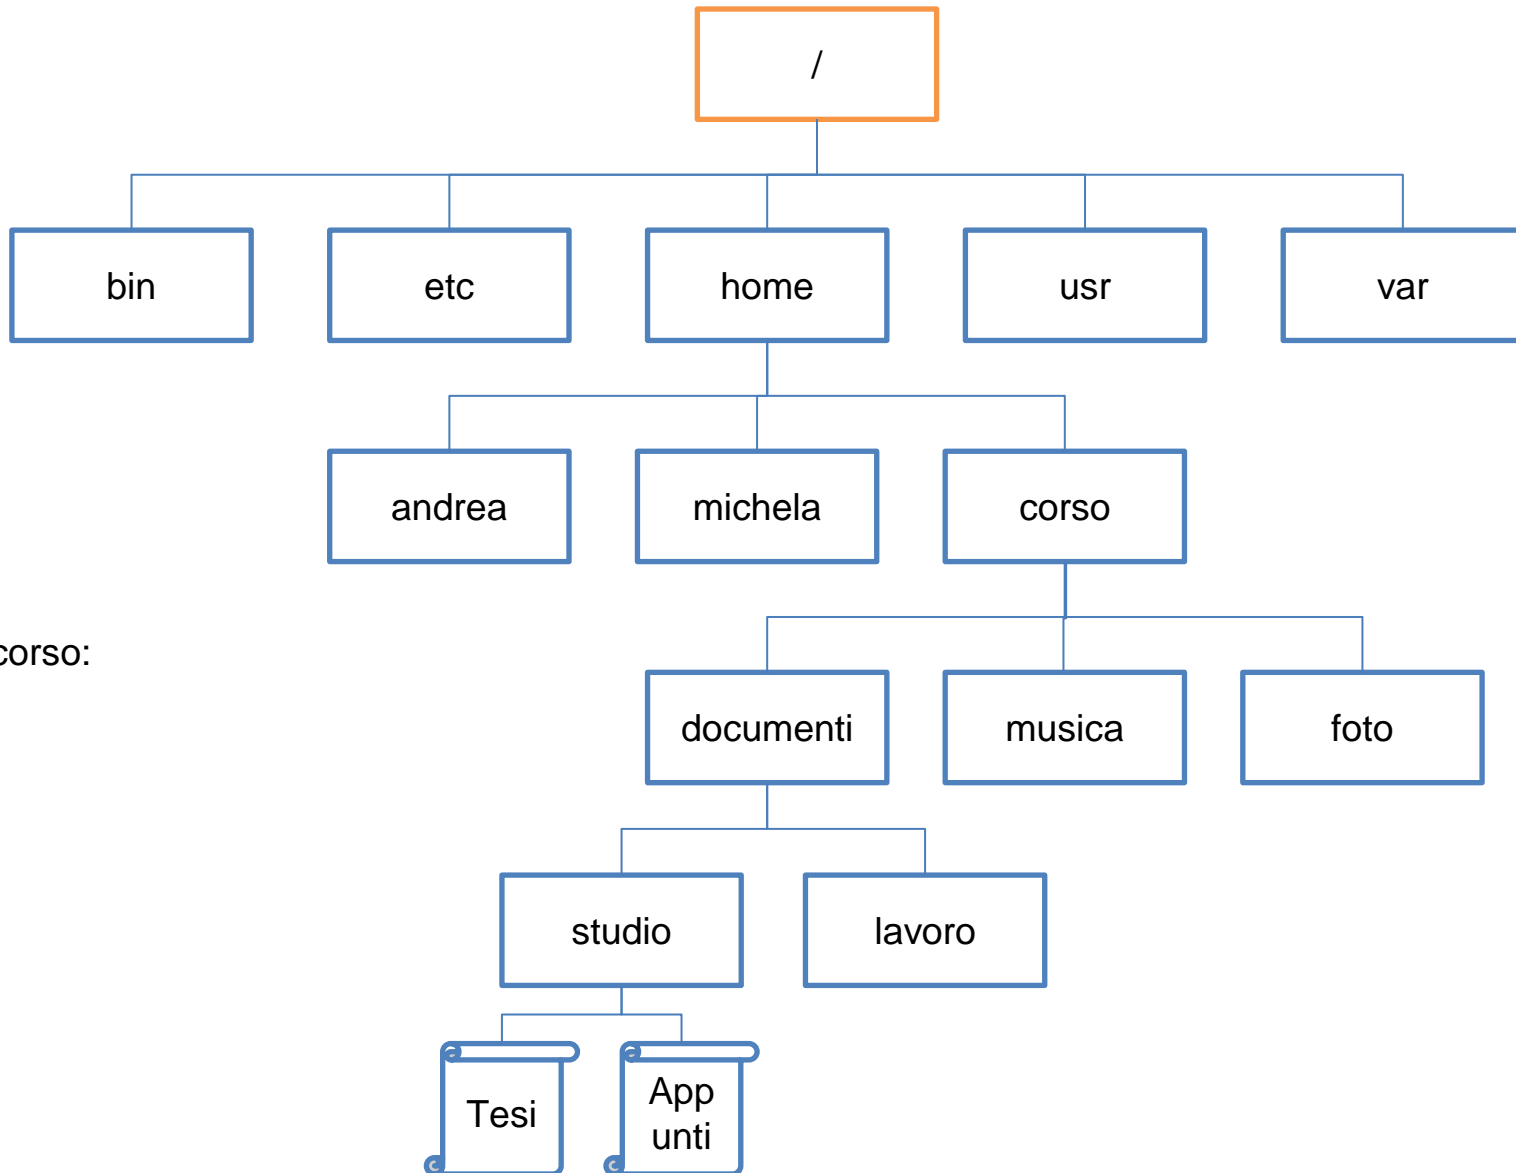 /
bin
etc
home
usr
var
andrea
michela
corso
corso:
documenti
musica
foto
studio
lavoro
Tesi
App
unti